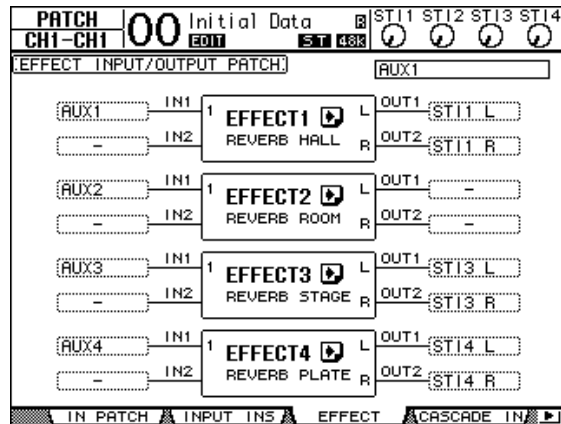 PATCH
CH1-CH1
00 Initial Data R
EDIT ST 48k
STI1 STI2 STI3 STI4
EFFECT INPUT/OUTPUT PATCH
AUX1
AUX1 IN1 1 EFFECT1 L OUT1 STI1 L
– IN2 REVERB HALL R OUT2 STI1 R
AUX2 IN1 1 EFFECT2 L OUT1 –
– IN2 REVERB ROOM R OUT2 –
AUX3 IN1 1 EFFECT3 L OUT1 STI3 L
– IN2 REVERB STAGE R OUT2 STI3 R
AUX4 IN1 1 EFFECT4 L OUT1 STI4 L
– IN2 REVERB PLATE R OUT2 STI4 R
IN PATCH INPUT INS EFFECT CASCADE IN